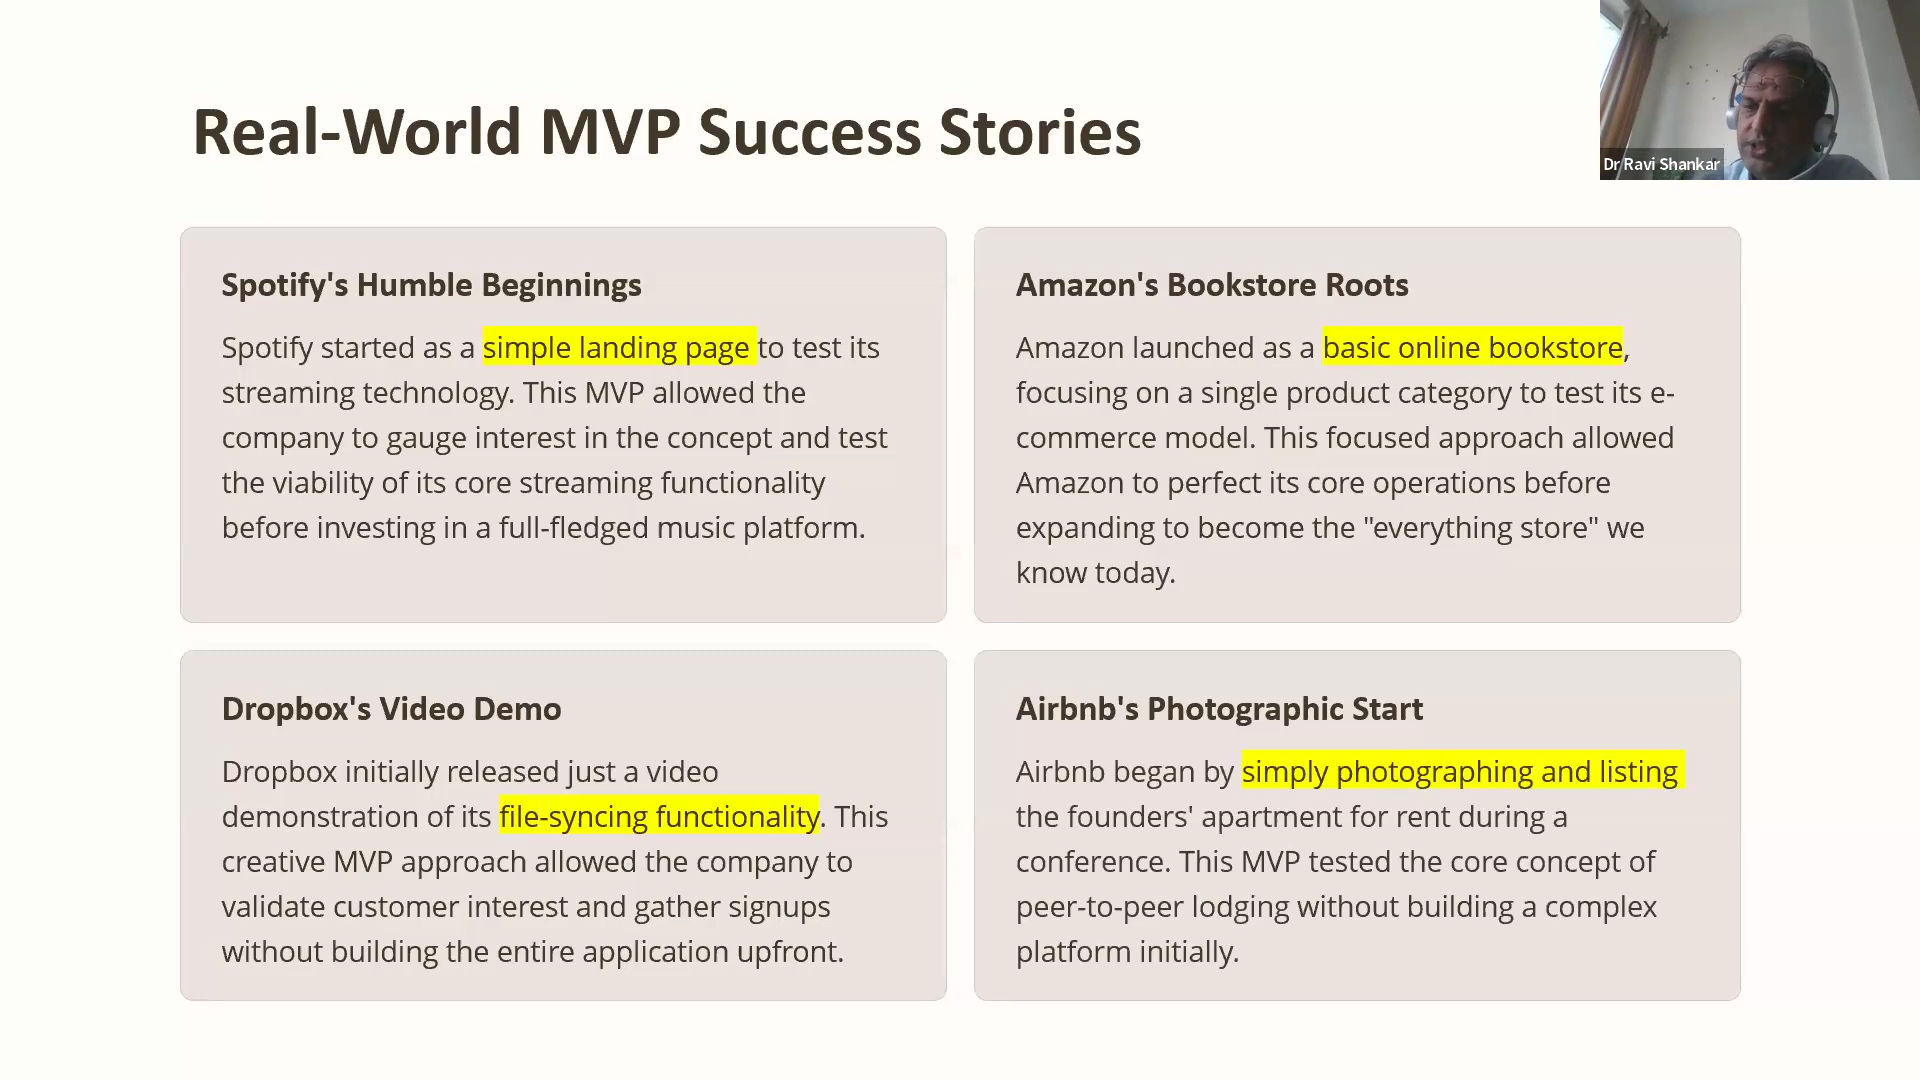 Real-World MVP Success Stories
Dr Ravi Shankar
Spotify's Humble Beginnings
Spotify started as a simple landing page to test its
streaming technology. This MVP allowed the
company to gauge interest in the concept and test
the viability of its core streaming functionality
before investing in a full-fledged music platform.
Amazon's Bookstore Roots
Amazon launched as a basic online bookstore,
focusing on a single product category to test its e-
commerce model. This focused approach allowed
Amazon to perfect its core operations before
expanding to become the "everything store" we
know today.
Dropbox's Video Demo
Dropbox initially released just a video
demonstration of its file-syncing functionality. This
creative MVP approach allowed the company to
validate customer interest and gather signups
without building the entire application upfront.
Airbnb's Photographic Start
Airbnb began by simply photographing and listing
the founders' apartment for rent during a
conference. This MVP tested the core concept of
peer-to-peer lodging without building a complex
platform initially.